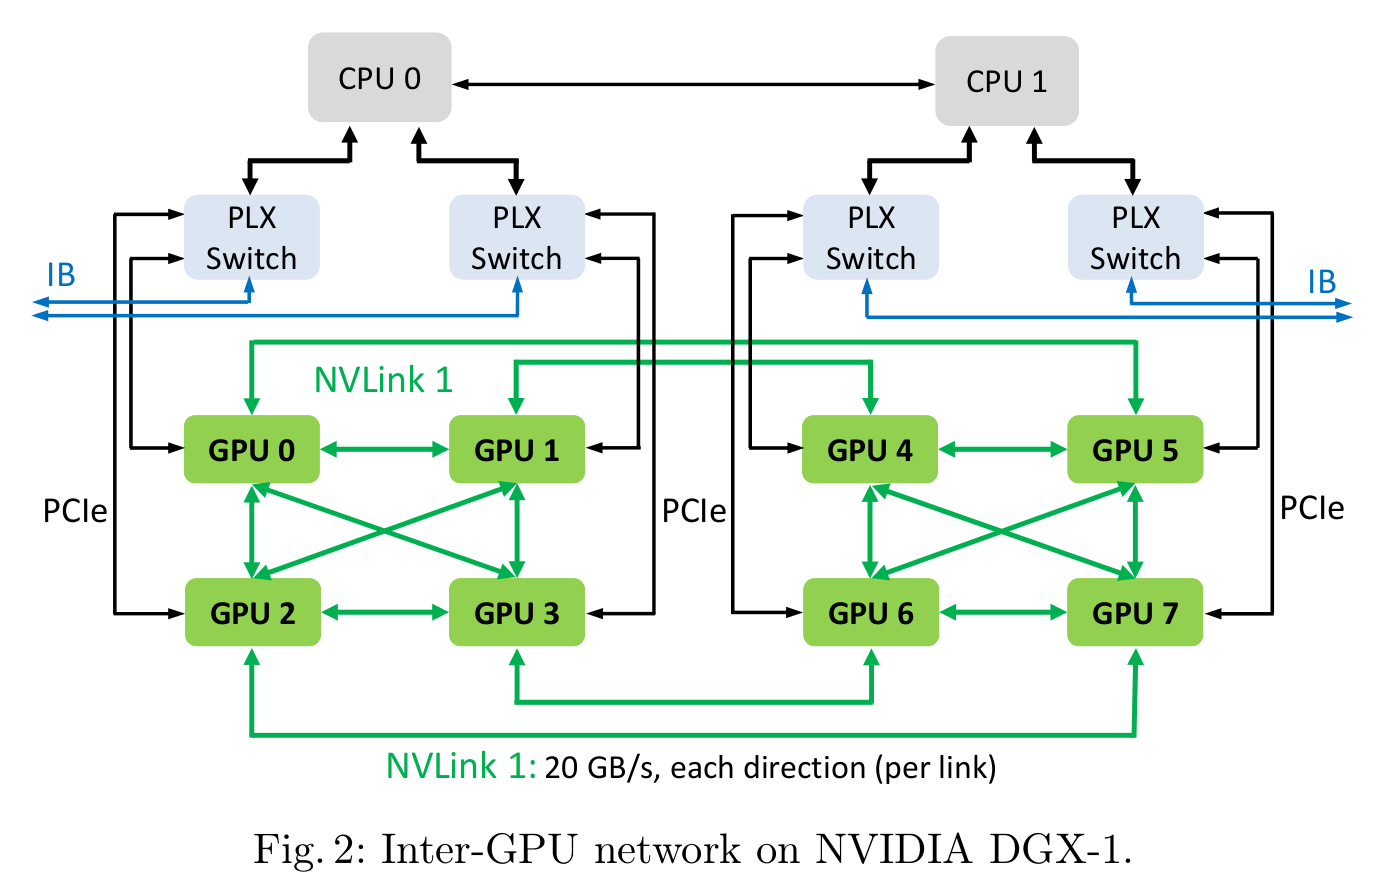 CPU 0
CPU 1
PLX
Switch
PLX
Switch
PLX
Switch
PLX
Switch
IB
IB
NVLink 1
GPU 0
GPU 1
GPU 4
GPU 5
PCIe
PCIe
PCIe
GPU 2
GPU 3
GPU 6
GPU 7
NVLink 1: 20 GB/s, each direction (per link)
Fig. 2: Inter-GPU network on NVIDIA DGX-1.